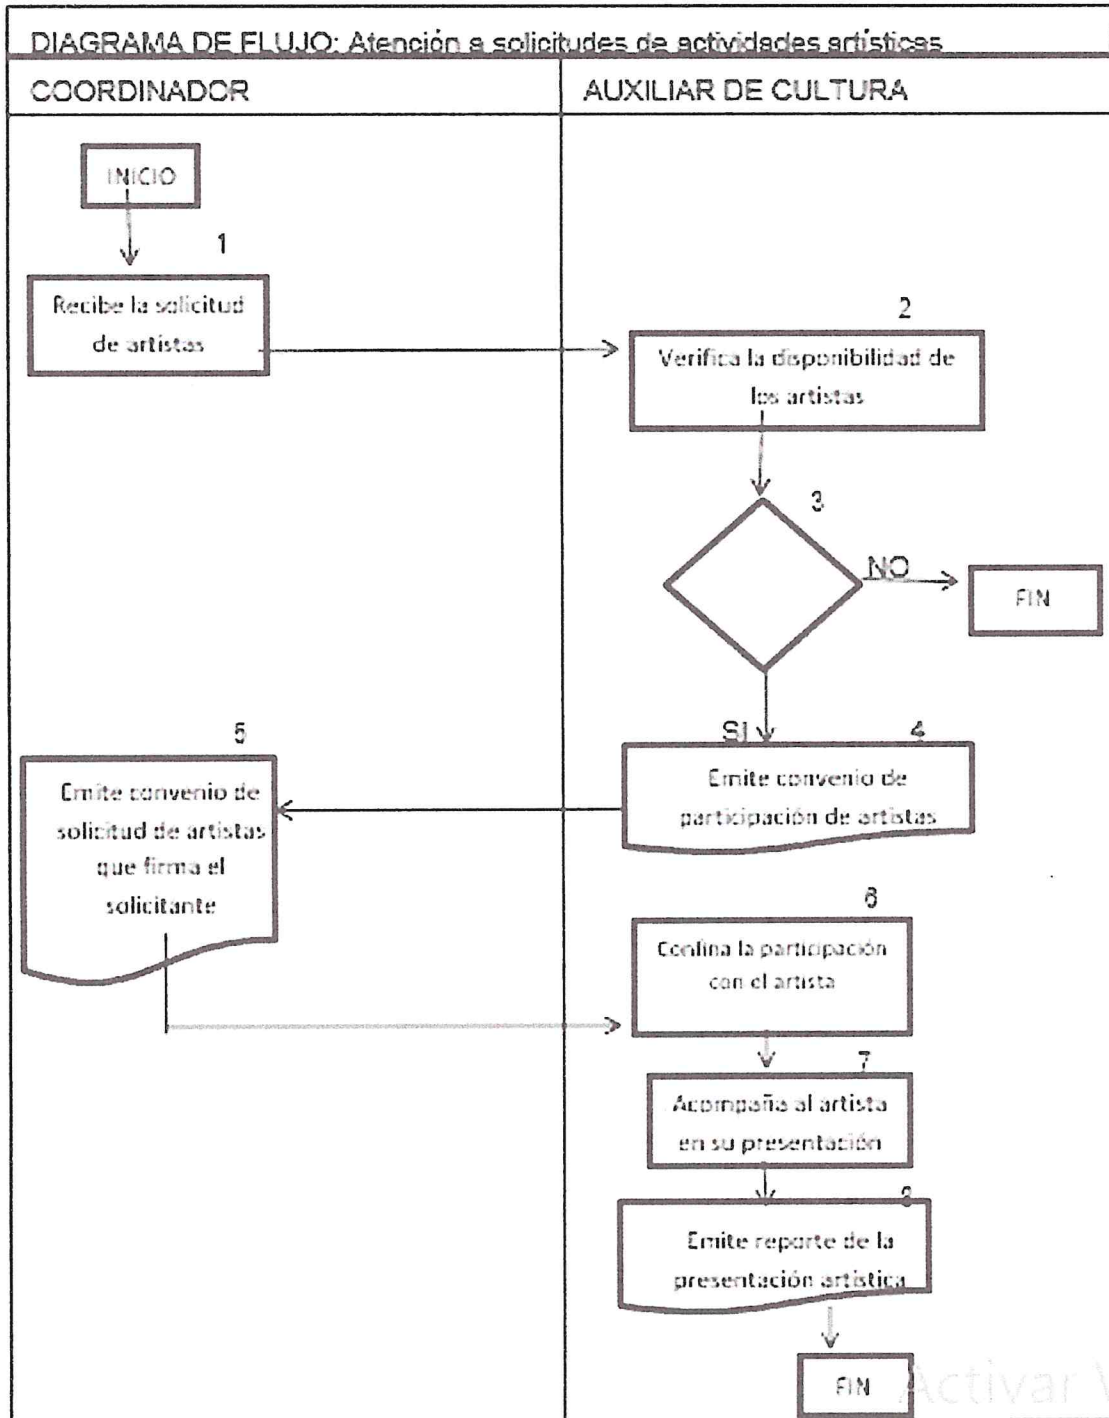 DIAGRAMA DE FLUJO: Atención a solicitudes de actividades artísticas
COORDINADOR
AUXILIAR DE CULTURA
INICIO
1
Recibe la solicitud
de artistas
2
Verifica la disponibilidad de
los artistas
3
NO
FIN
SI
4
Emite convenio de
participación de artistas
5
Emite convenio de
solicitud de artistas
que firma el
solicitante
6
Confina la participación
con el artista
7
Acompaña al artista
en su presentación
8
Emite reporte de la
presentación artística
FIN
Activar